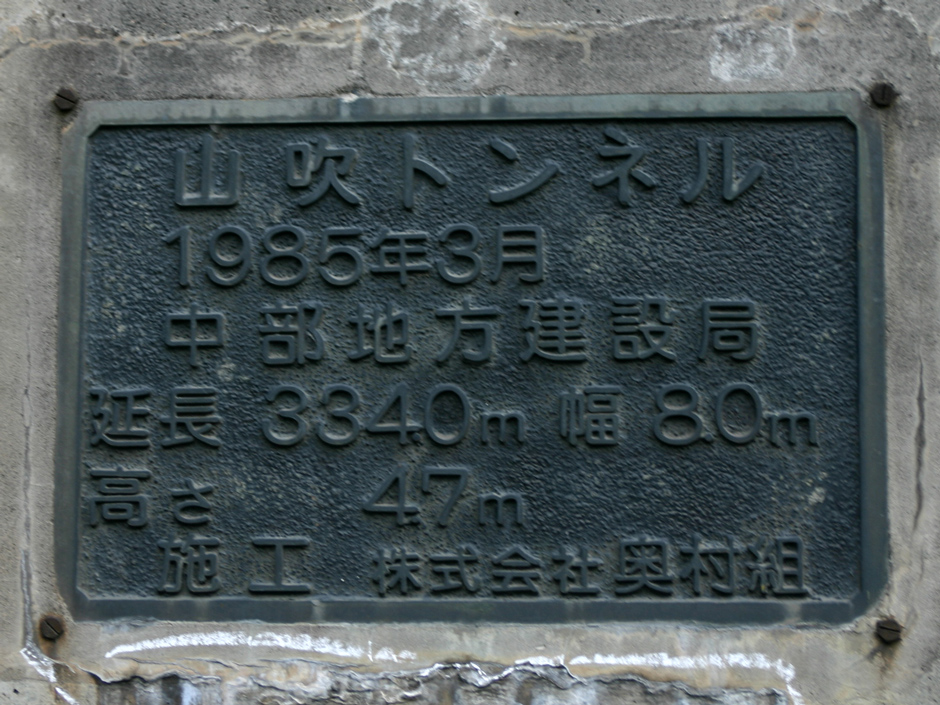 山吹トンネル
1985年3月
中部地方建設局
延長 334.0m 幅 8.0m
高さ 4.7m
施工 株式会社奥村組